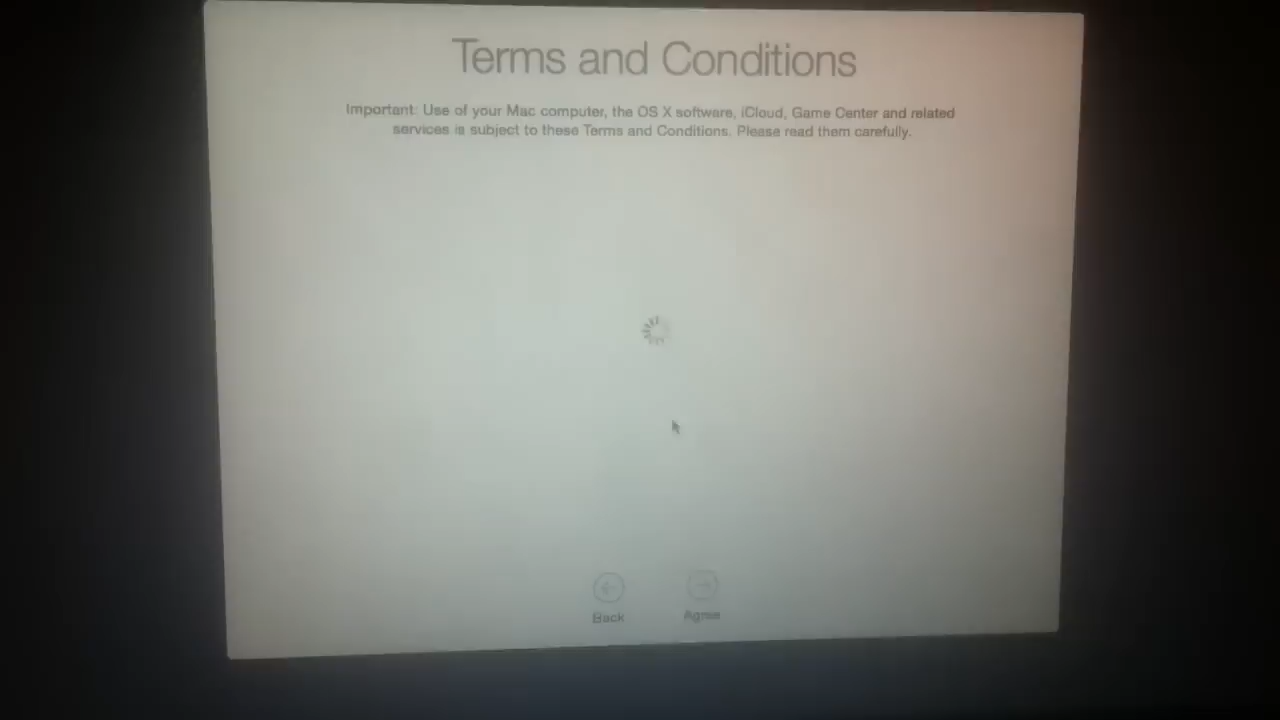 Terms and Conditions
Important: Use of your Mac computer, the OS X software, iCloud, Game Center and related
services is subject to these Terms and Conditions. Please read them carefully.
Back
Agree